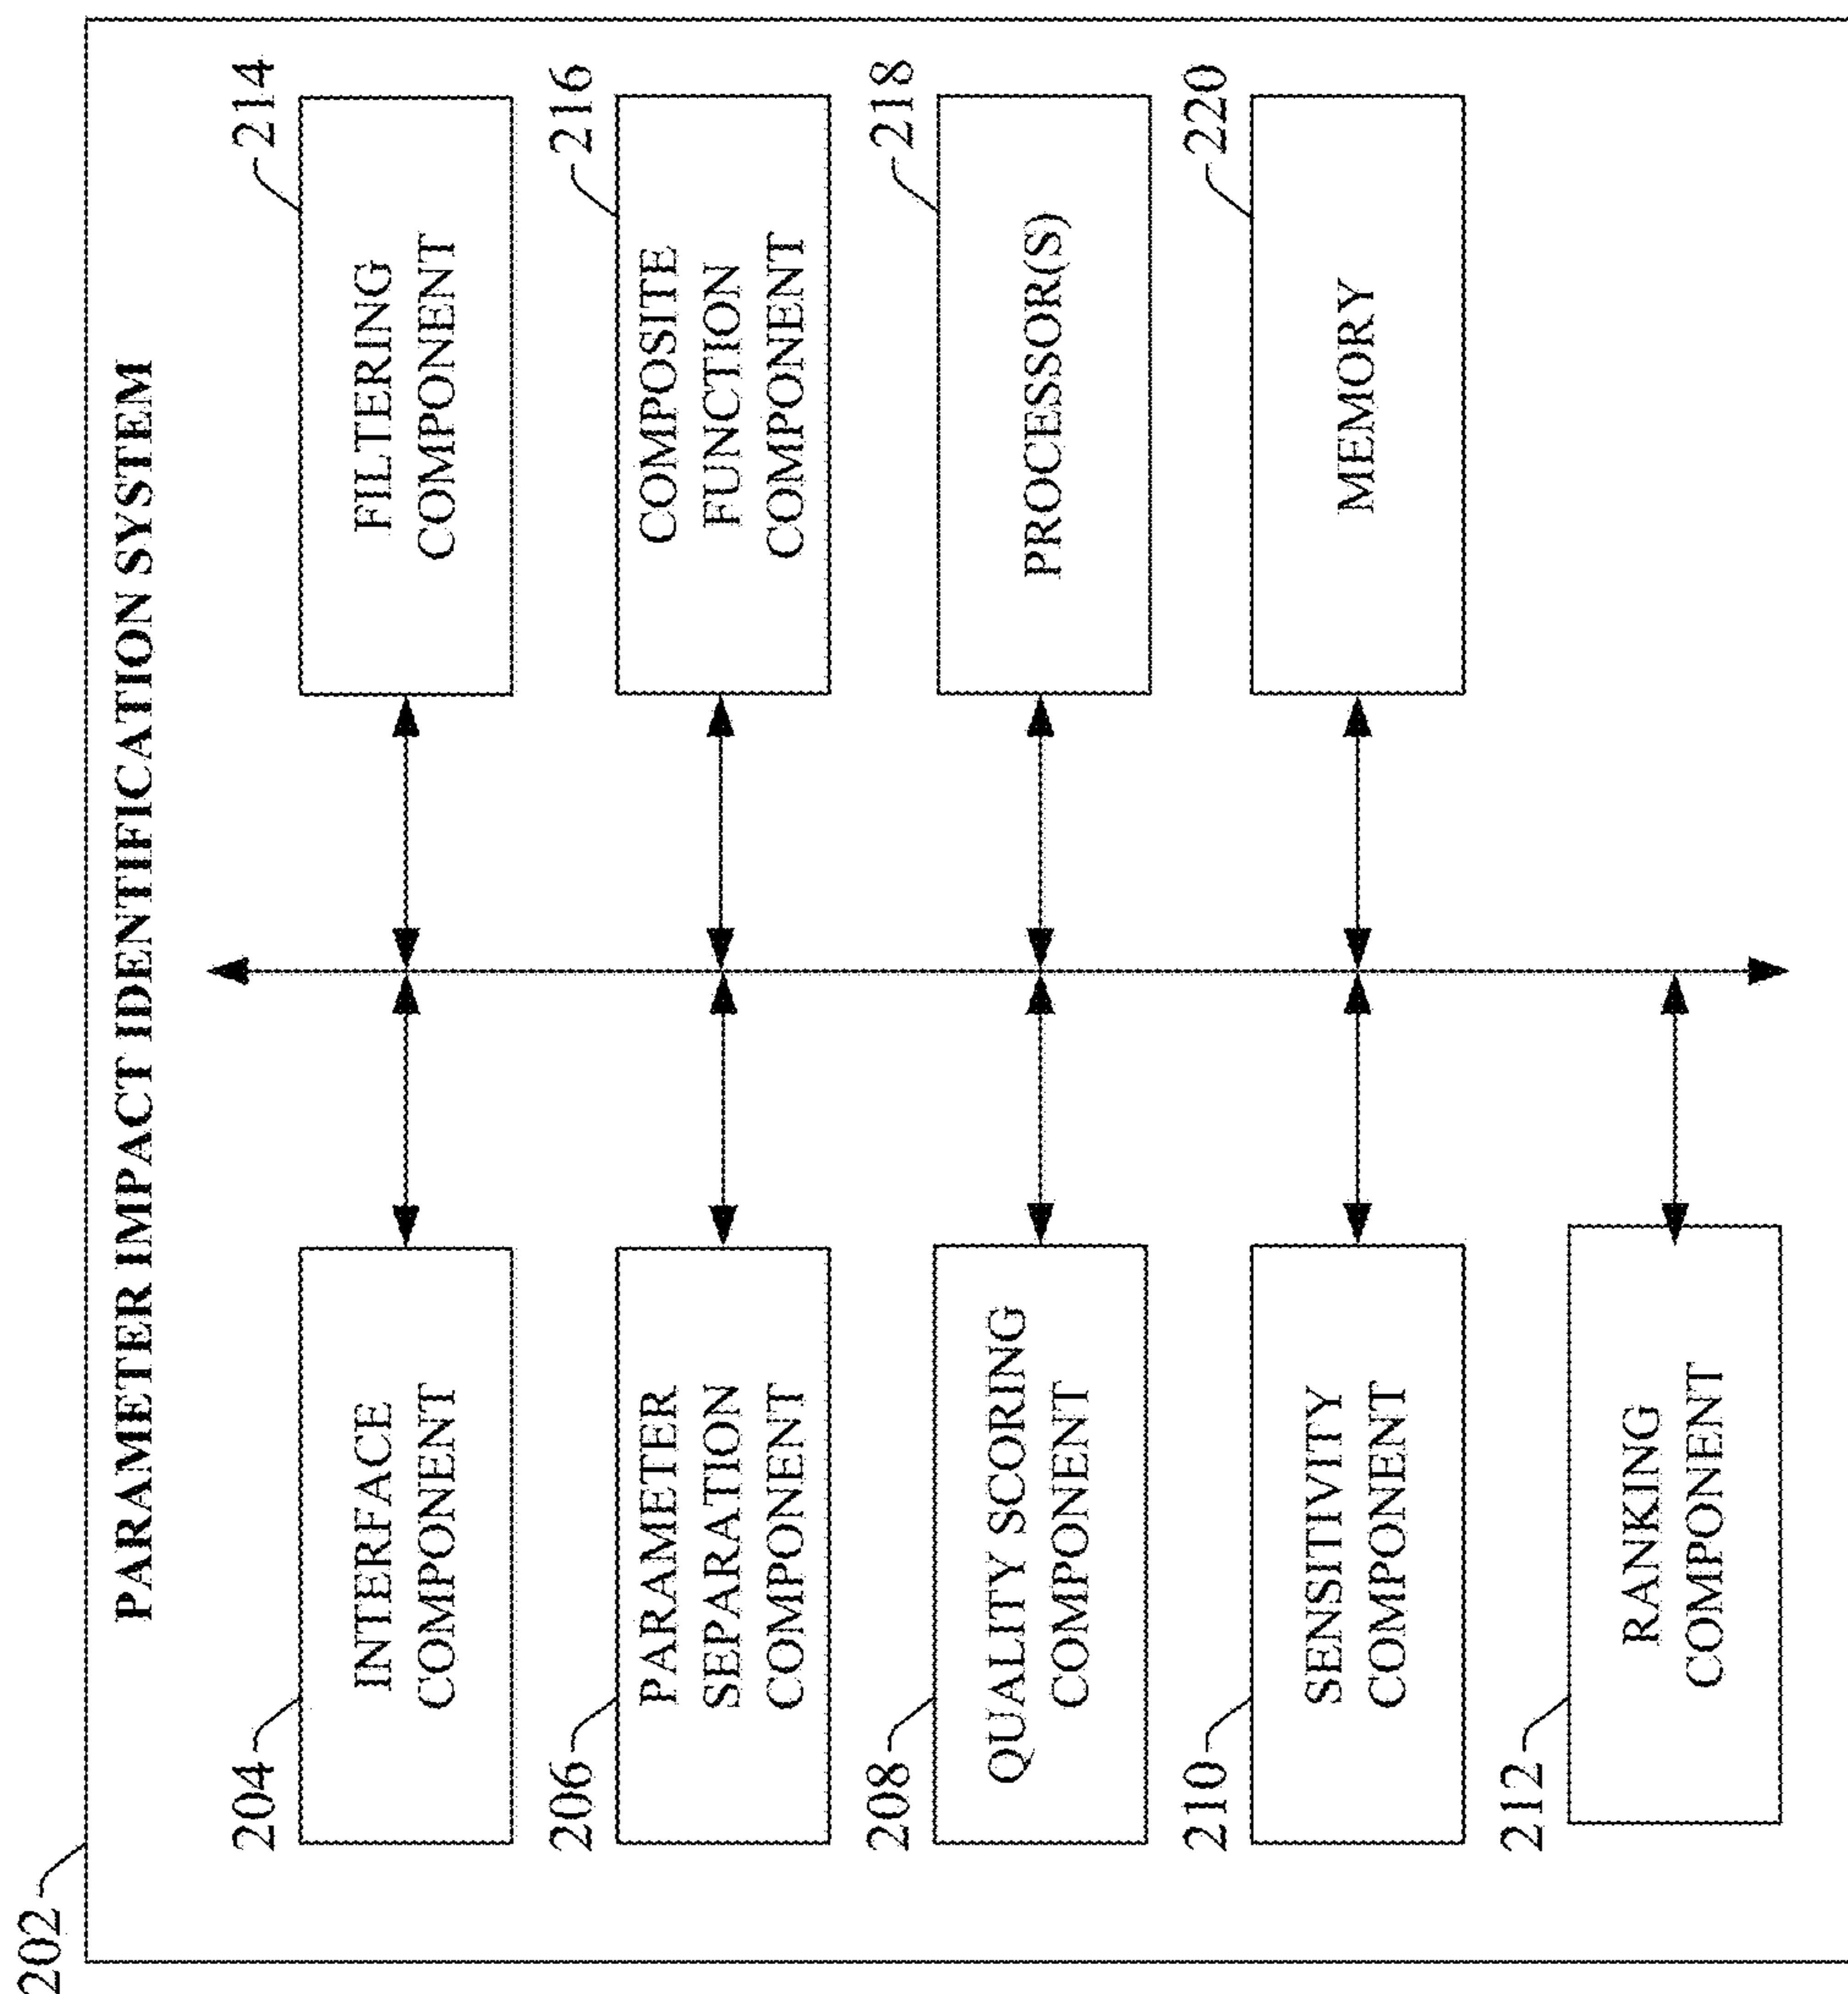 202
PARAMETER IMPACT IDENTIFICATION SYSTEM
204
INTERFACE
COMPONENT
206
PARAMETER
SEPARATION
COMPONENT
208
QUALITY SCORING
COMPONENT
210
SENSITIVITY
COMPONENT
212
RANKING
COMPONENT
214
FILTERING
COMPONENT
216
COMPOSITE
FUNCTION
COMPONENT
218
PROCESSOR(S)
220
MEMORY